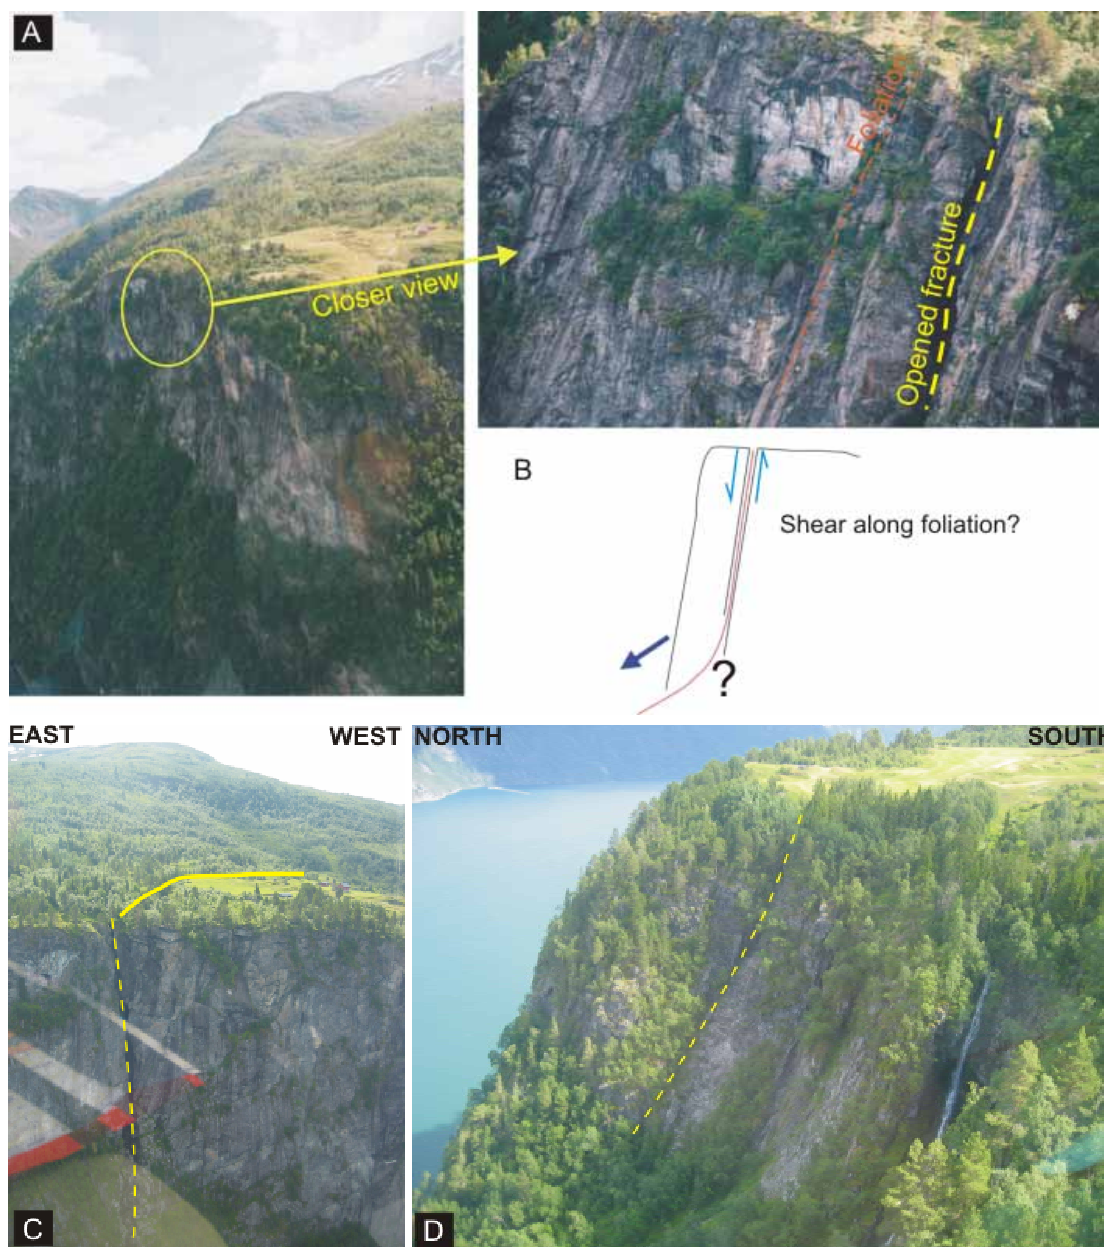 A
Closer view
Foliation
Opened fracture
B
Shear along foliation?
?
EAST
WEST
NORTH
SOUTH
C
D